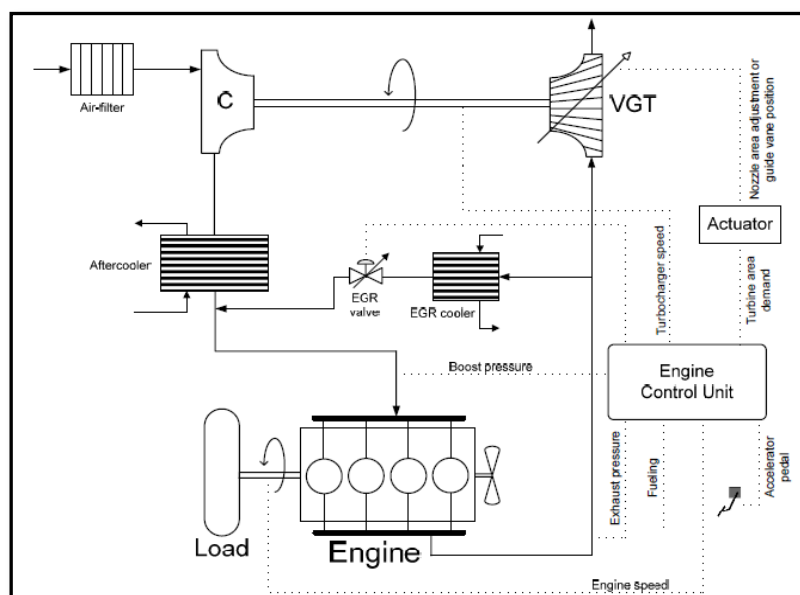 Air-filter
C
VGT
Nozzle area adjustment or
guide vane position
Actuator
Aftercooler
EGR
valve
EGR cooler
Turbocharger speed
Turbine area
demand
Boost pressure
Engine
Control Unit
Exhaust pressure
Fueling
Accelerator
pedal
Load
Engine
Engine speed